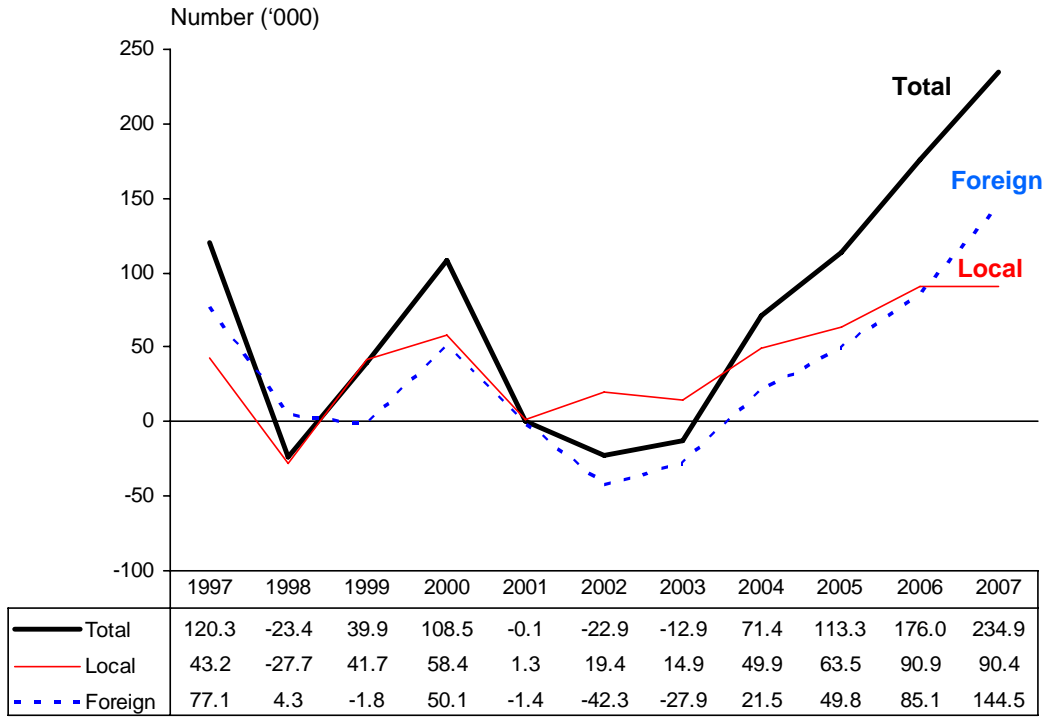 Number (‘000)
250
Total
200
150
Foreign
100
Local
50
0
-50
-100
1997 1998 1999 2000 2001 2002 2003 2004 2005 2006 2007
Total 120.3 -23.4 39.9 108.5 -0.1 -22.9 -12.9 71.4 113.3 176.0 234.9
Local 43.2 -27.7 41.7 58.4 1.3 19.4 14.9 49.9 63.5 90.9 90.4
Foreign 77.1 4.3 -1.8 50.1 -1.4 -42.3 -27.9 21.5 49.8 85.1 144.5